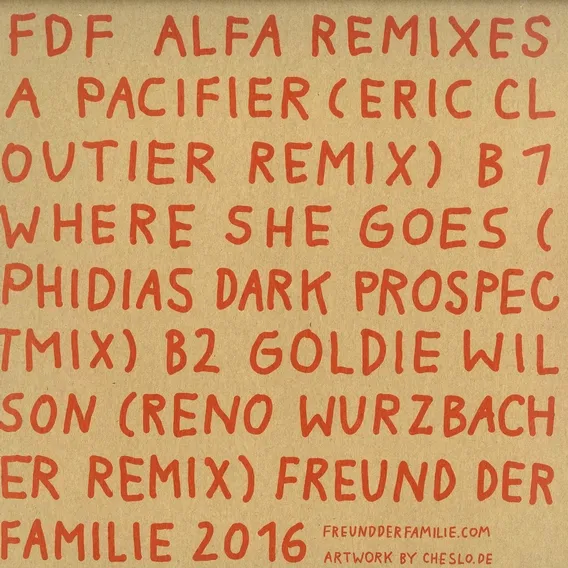 FDF ALFA REMIXES
A PACIFIER (ERIC CL
OUTIER REMIX) B1
WHERE SHE GOES (
PHIDIAS DARK PROSPEC
TMIX) B2 GOLDIE WIL
SON (RENO WURZBACH
ER REMIX) FREUND DER
FAMILIE 2016
FREUNDDERFAMILIE.COM
ARTWORK BY CHESLO.DE